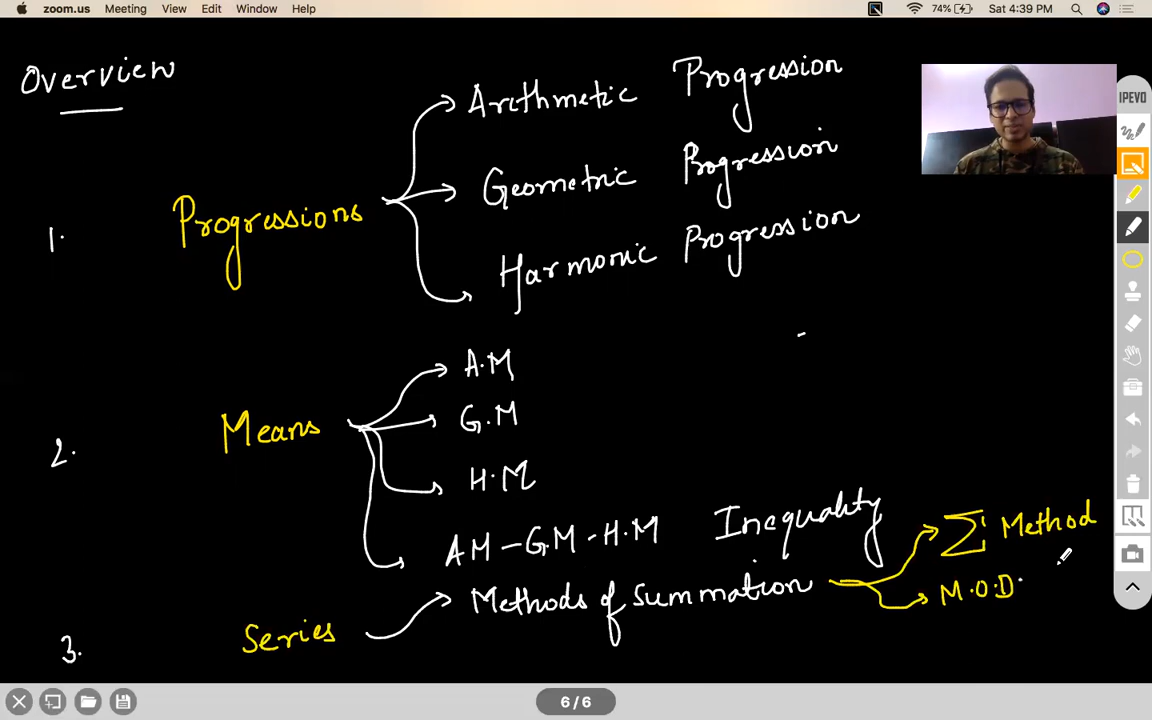 zoom.us Meeting View Edit Window Help 74% Sat 4:39 PM
Overview
IPEVO
1. Progressions
Arithmetic Progression
Geometric Progression
Harmonic Progression
2. Means
A.M
G.M
H.M
AM - G.M - H.M Inequality
3. Series
Methods of Summation
Σ Method
M.O.D.
6/6